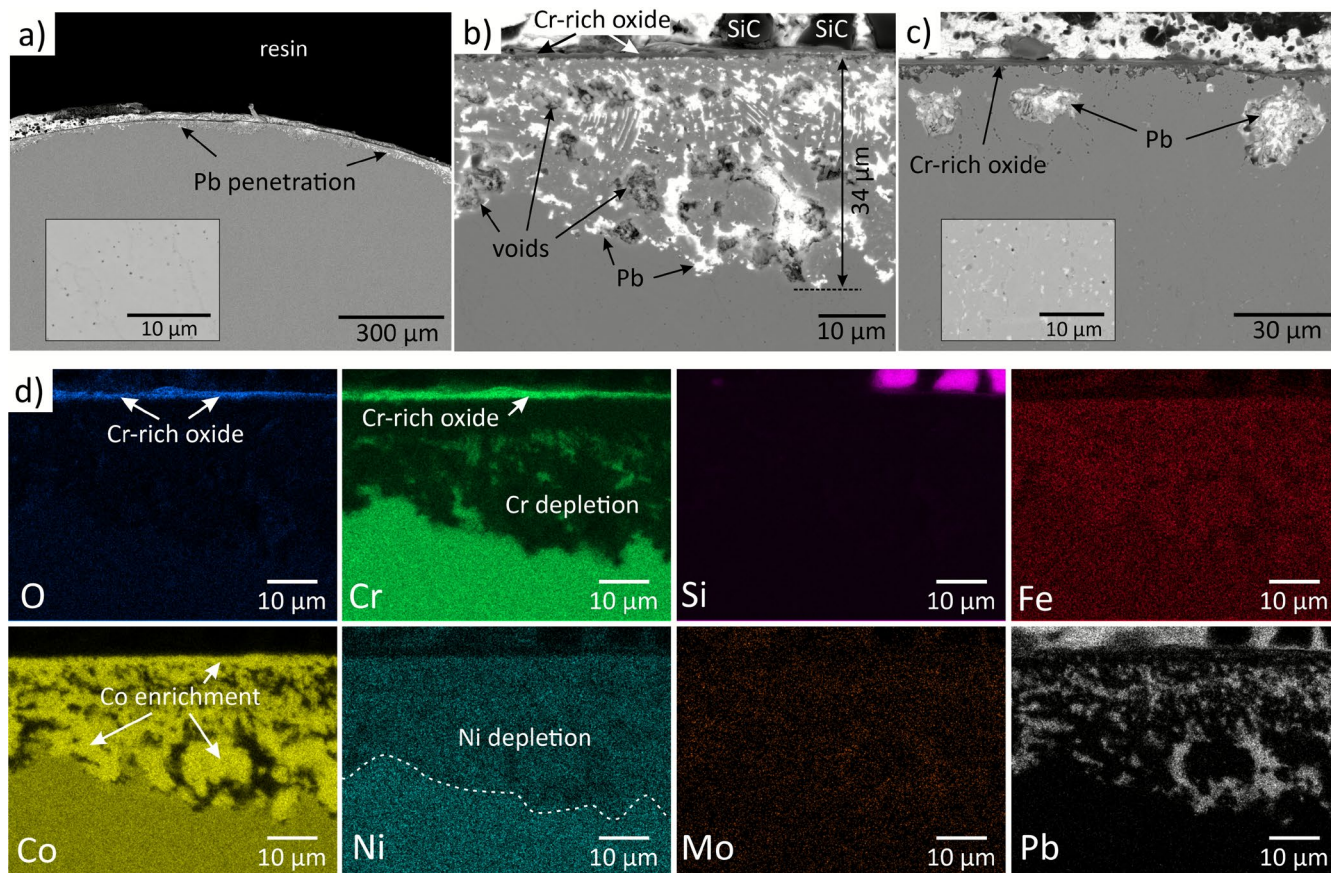 a)
resin
Pb penetration
10 µm
300 µm
b)
Cr-rich oxide
SiC
SiC
34 µm
voids
Pb
10 µm
c)
Pb
Cr-rich oxide
10 µm
30 µm
d)
Cr-rich oxide
10 µm
O
Cr-rich oxide
Cr depletion
10 µm
Cr
10 µm
Si
10 µm
Fe
Co enrichment
10 µm
Co
Ni depletion
10 µm
Ni
10 µm
Mo
10 µm
Pb